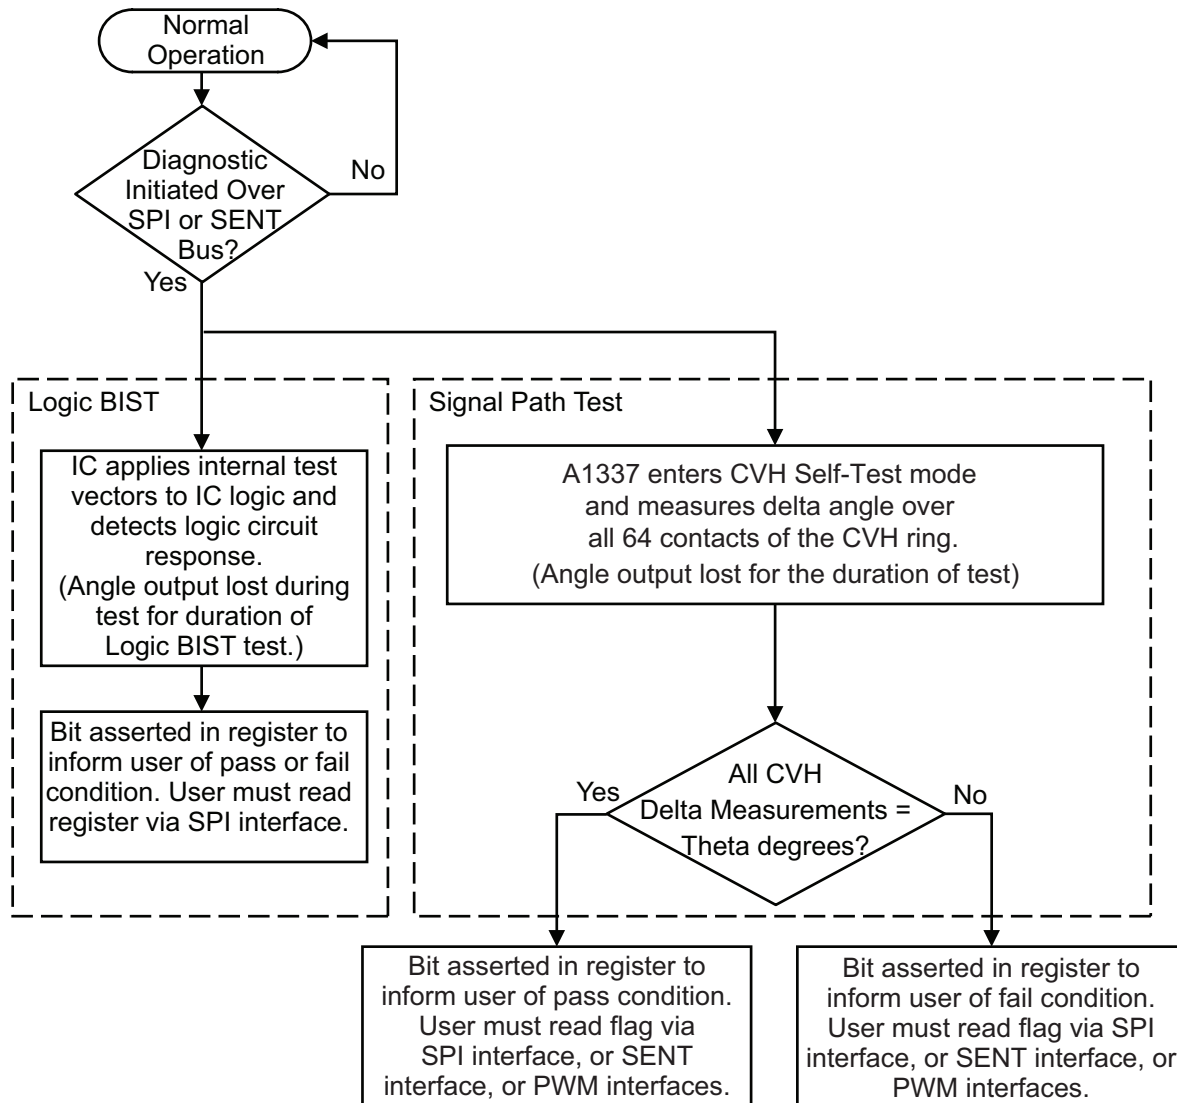 Normal
Operation
Diagnostic
Initiated Over
SPI or SENT
Bus?
No
Yes
Logic BIST
IC applies internal test
vectors to IC logic and
detects logic circuit
response.
(Angle output lost during
test for duration of
Logic BIST test.)
Bit asserted in register to
inform user of pass or fail
condition. User must read
register via SPI interface.
Signal Path Test
A1337 enters CVH Self-Test mode
and measures delta angle over
all 64 contacts of the CVH ring.
(Angle output lost for the duration of test)
All CVH
Delta Measurements =
Theta degrees?
Yes
No
Bit asserted in register to
inform user of pass condition.
User must read flag via
SPI interface, or SENT
interface, or PWM interfaces.
Bit asserted in register to
inform user of fail condition.
User must read flag via SPI
interface, or SENT interface, or
PWM interfaces.